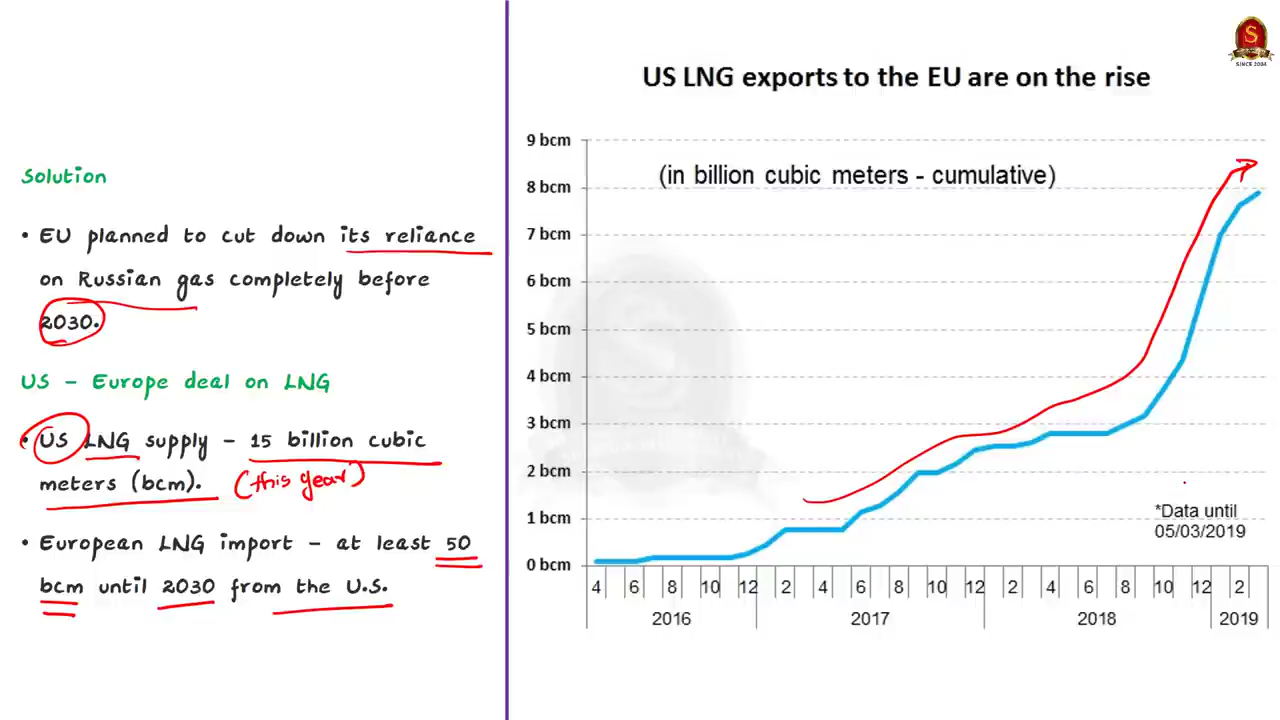 Solution
• EU planned to cut down its reliance
on Russian gas completely before
2030.
US - Europe deal on LNG
• US LNG supply - 15 billion cubic
meters (bcm). (this year)
• European LNG import - at least 50
bcm until 2030 from the U.S.
S
SINCE 2004
US LNG exports to the EU are on the rise
(in billion cubic meters - cumulative)
9 bcm
8 bcm
7 bcm
6 bcm
5 bcm
4 bcm
3 bcm
2 bcm
1 bcm
0 bcm
*Data until
05/03/2019
4 6 8 10 12 2 4 6 8 10 12 2 4 6 8 10 12 2
2016 2017 2018 2019